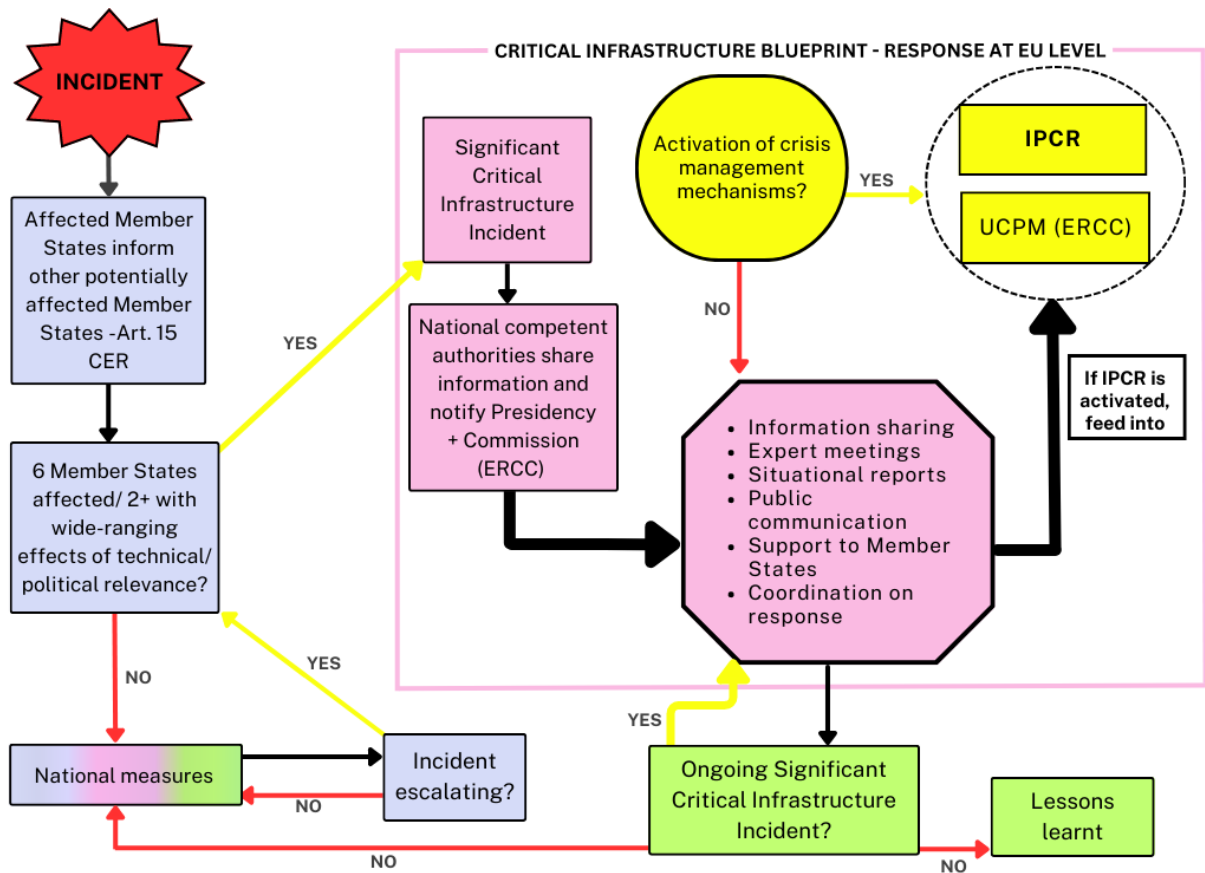 CRITICAL INFRASTRUCTURE BLUEPRINT - RESPONSE AT EU LEVEL
INCIDENT
Affected Member
States inform
other potentially
affected Member
States -Art. 15
CER
6 Member States
affected/ 2+ with
wide-ranging
effects of technical/
political relevance?
YES
NO
National measures
Incident
escalating?
YES
NO
Significant
Critical
Infrastructure
Incident
National competent
authorities share
information and
notify Presidency
+ Commission
(ERCC)
Activation of crisis
management
mechanisms?
YES
NO
IPCR
UCPM (ERCC)
If IPCR is
activated,
feed into
• Information sharing
• Expert meetings
• Situational reports
• Public
communication
• Support to Member
States
• Coordination on
response
YES
Ongoing Significant
Critical Infrastructure
Incident?
NO
NO
Lessons
learnt